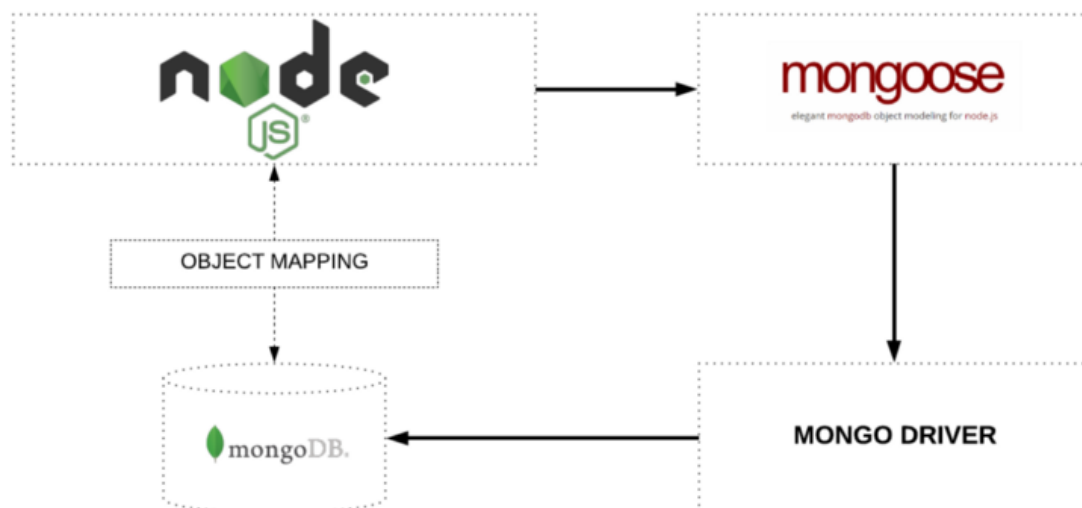 node
JS®
mongoose
elegant mongodb object modeling for node.js
OBJECT MAPPING
mongoDB.
MONGO DRIVER